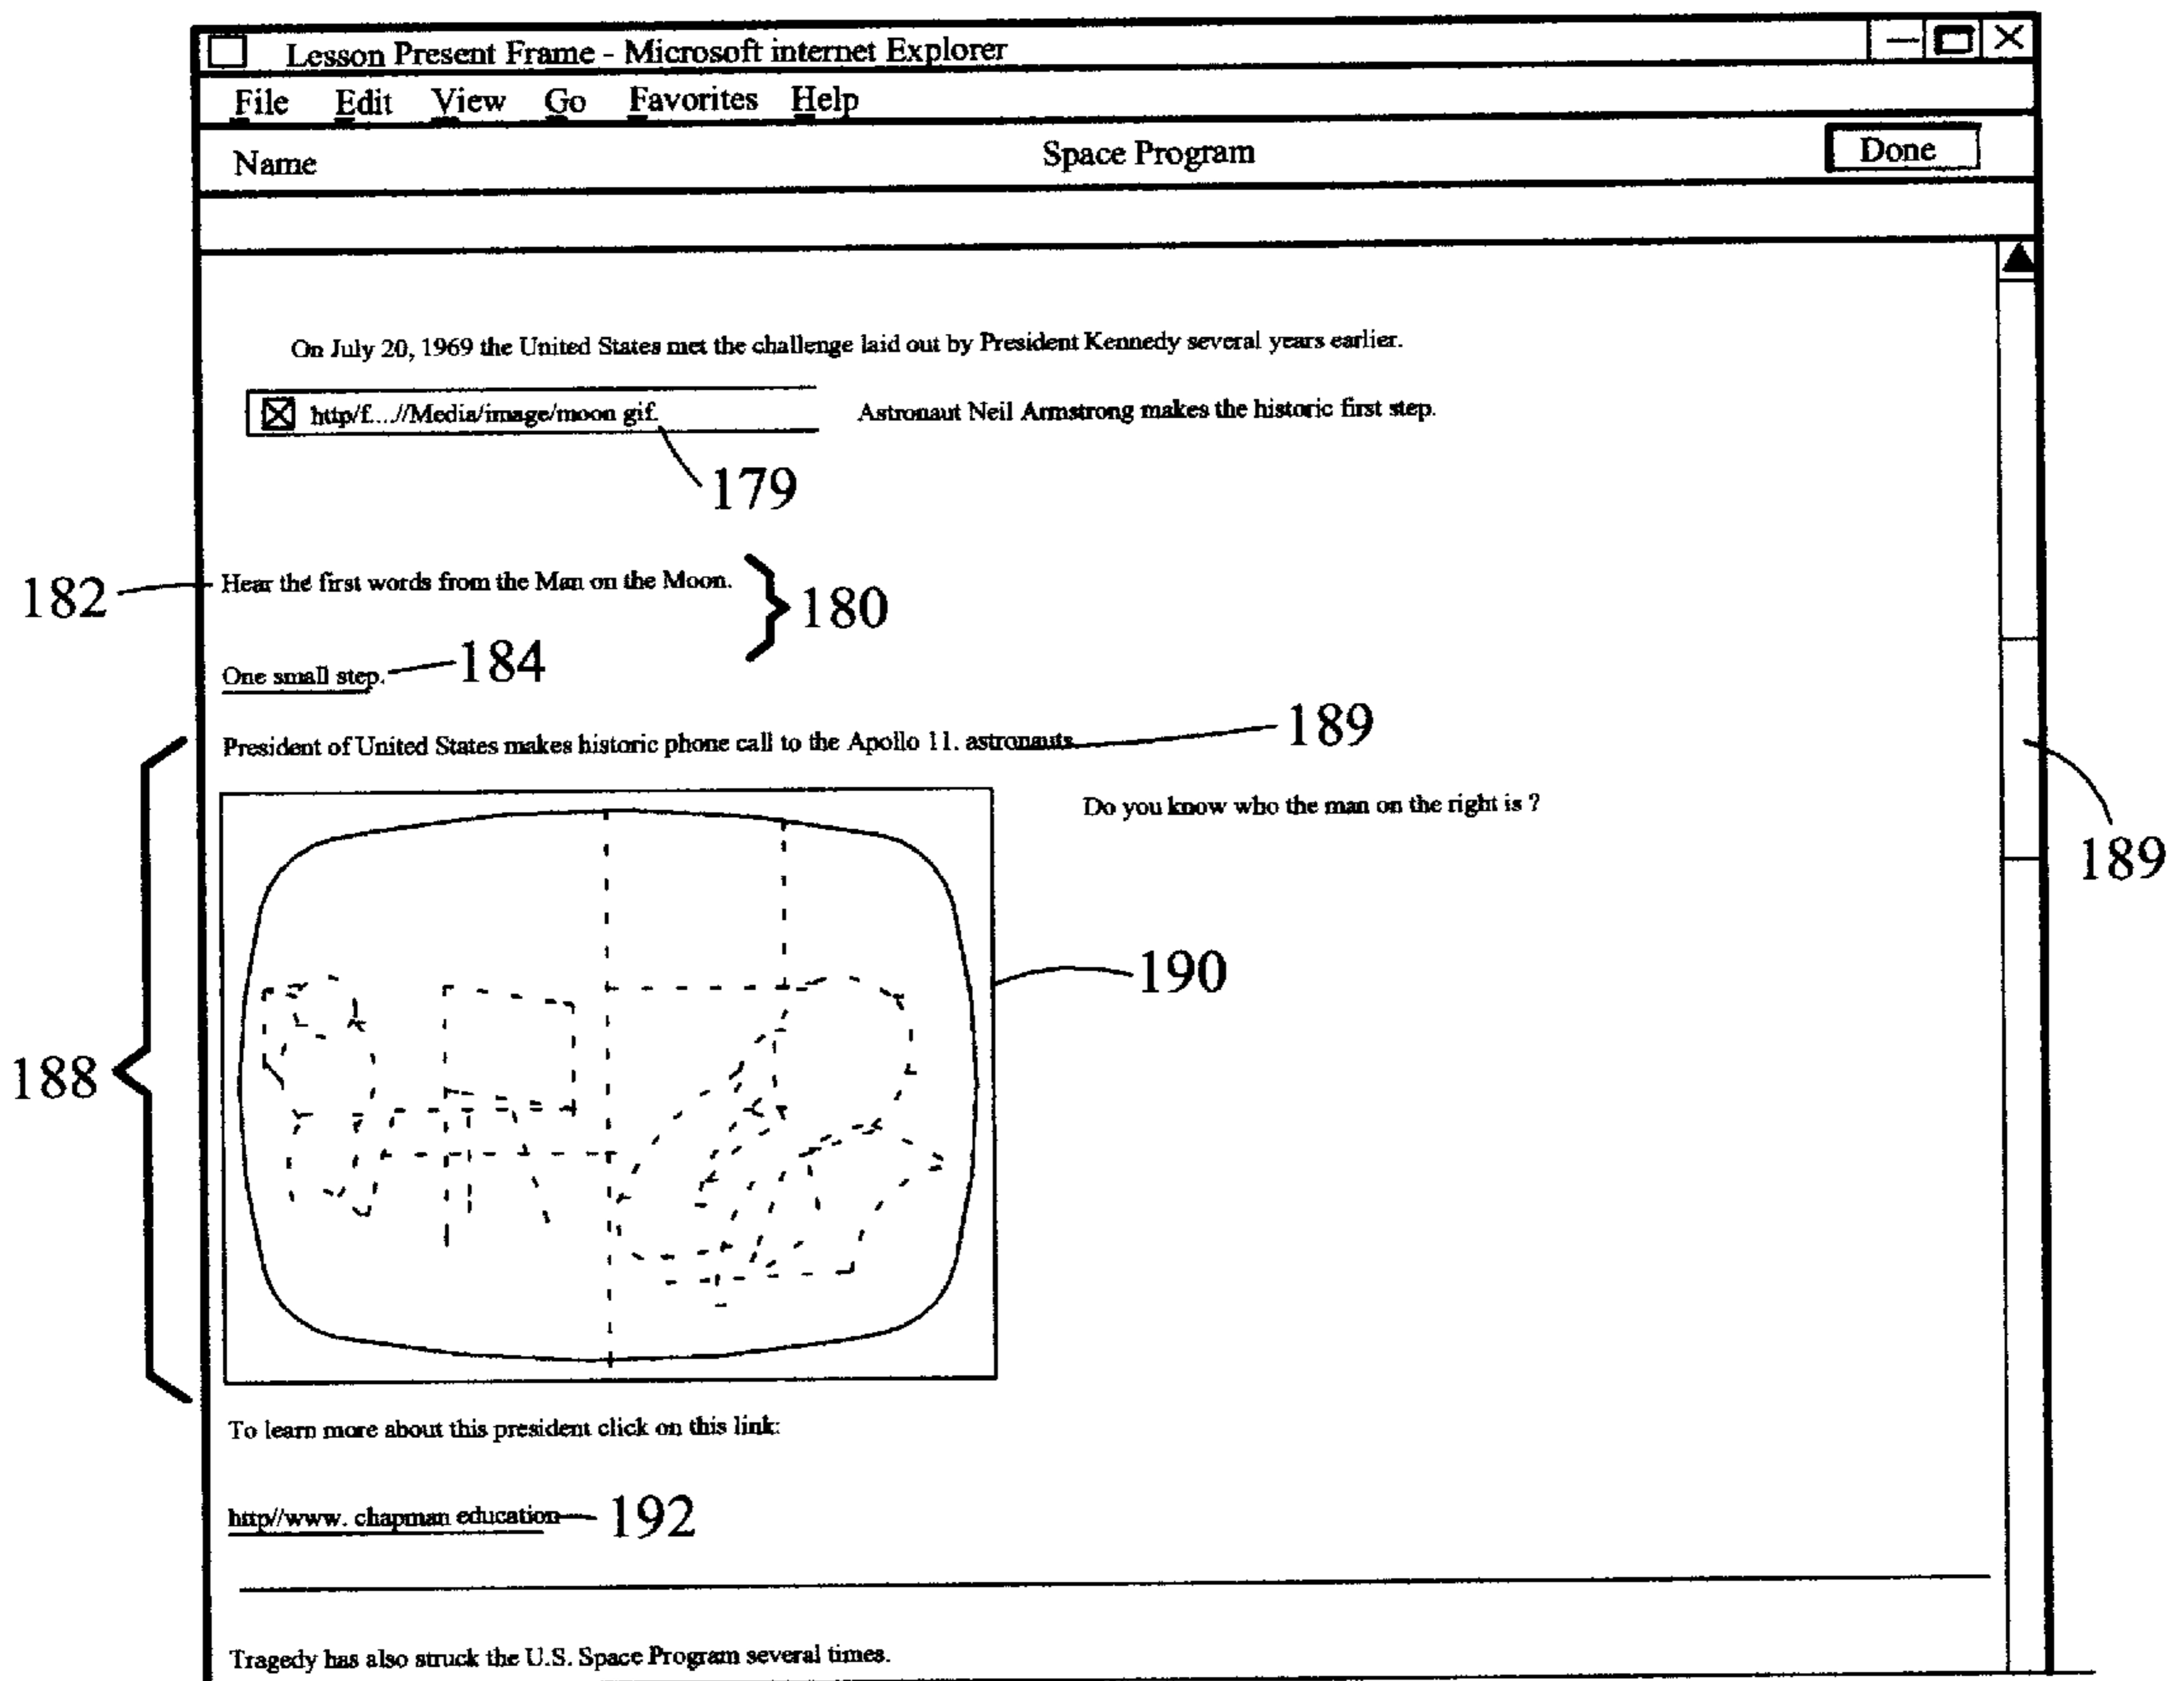 Lesson Present Frame - Microsoft internet Explorer
File Edit View Go Favorites Help
Name Space Program Done
On July 20, 1969 the United States met the challenge laid out by President Kennedy several years earlier.
http/f....//Media/image/moon gif. Astronaut Neil Armstrong makes the historic first step.
179
182 Hear the first words from the Man on the Moon. 180
One small step. 184
President of United States makes historic phone call to the Apollo 11. astronauts. 189
Do you know who the man on the right is ?
189
190
188
To learn more about this president click on this link:
http//www. chapman education 192
Tragedy has also struck the U.S. Space Program several times.